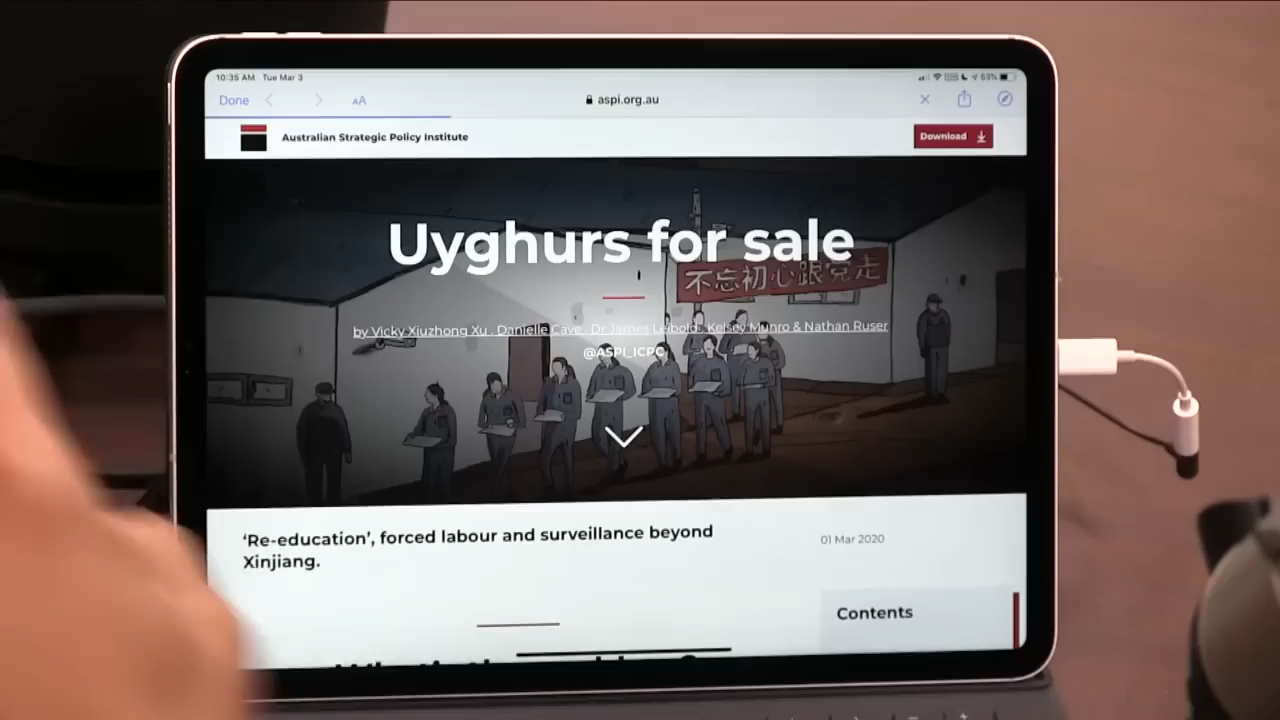 10:35 AM Tue Mar 3
63%
Done
AA
aspi.org.au
Australian Strategic Policy Institute
Download
Uyghurs for sale
不忘初心跟党走
by Vicky Xiuzhong Xu, Danielle Cave, Dr James Leibold, Kelsey Munro & Nathan Ruser
@ASPI_ICPC
‘Re-education’, forced labour and surveillance beyond
Xinjiang.
01 Mar 2020
Contents